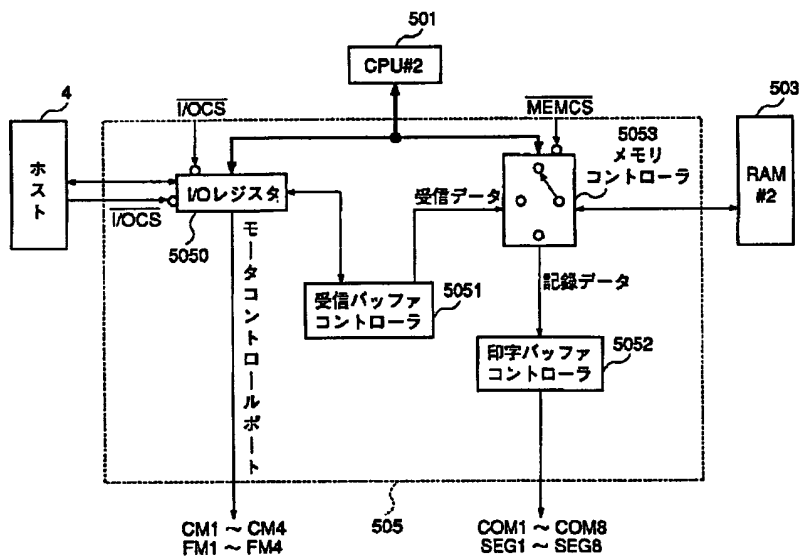 501
CPU#2
4
I/OCS
MEMCS
503
5053
メモリ
コントローラ
ホスト
I/Oレジスタ
I/OCS
5050
受信データ
RAM
#2
モータコントロールポート
5051
受信バッファ
コントローラ
記録データ
5052
印字バッファ
コントローラ
505
CM1 ～ CM4
FM1 ～ FM4
COM1 ～ COM8
SEG1 ～ SEG8